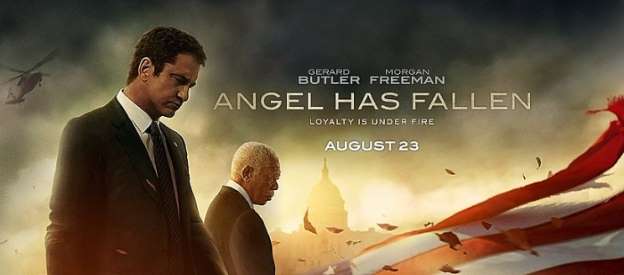 GERARD BUTLER
MORGAN FREEMAN
ANGEL HAS FALLEN
LOYALTY IS UNDER FIRE
AUGUST 23